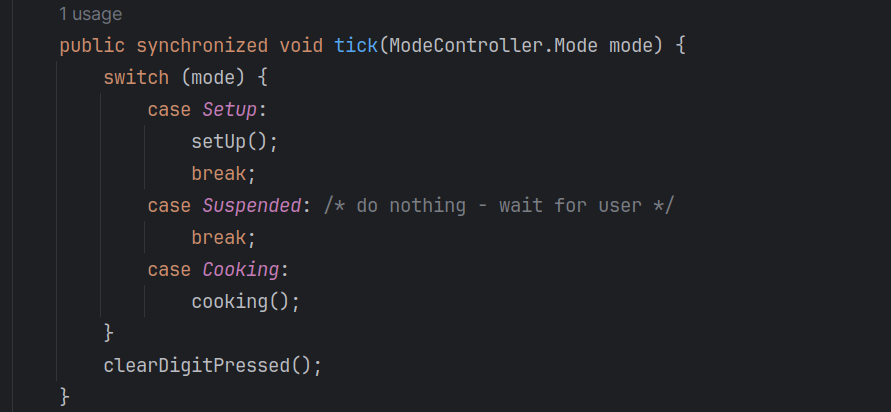 1 usage
public synchronized void tick(ModeController.Mode mode) {
    switch (mode) {
        case Setup:
            setUp();
            break;
        case Suspended: /* do nothing - wait for user */
            break;
        case Cooking:
            cooking();
    }
    clearDigitPressed();
}